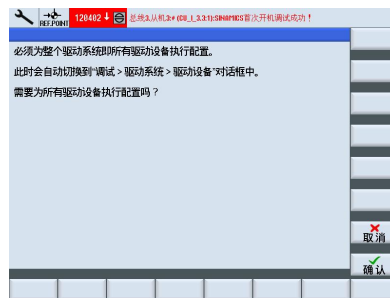 REF.POINT
120402 ↓ 总线3.从机3:# (CU_I_3.3:1):SINAMICS首次开机调试成功！
必须为整个驱动系统即所有驱动设备执行配置。
此时会自动切换到“调试 > 驱动系统 > 驱动设备”对话框中。
需要为所有驱动设备执行配置吗？
取消
确认